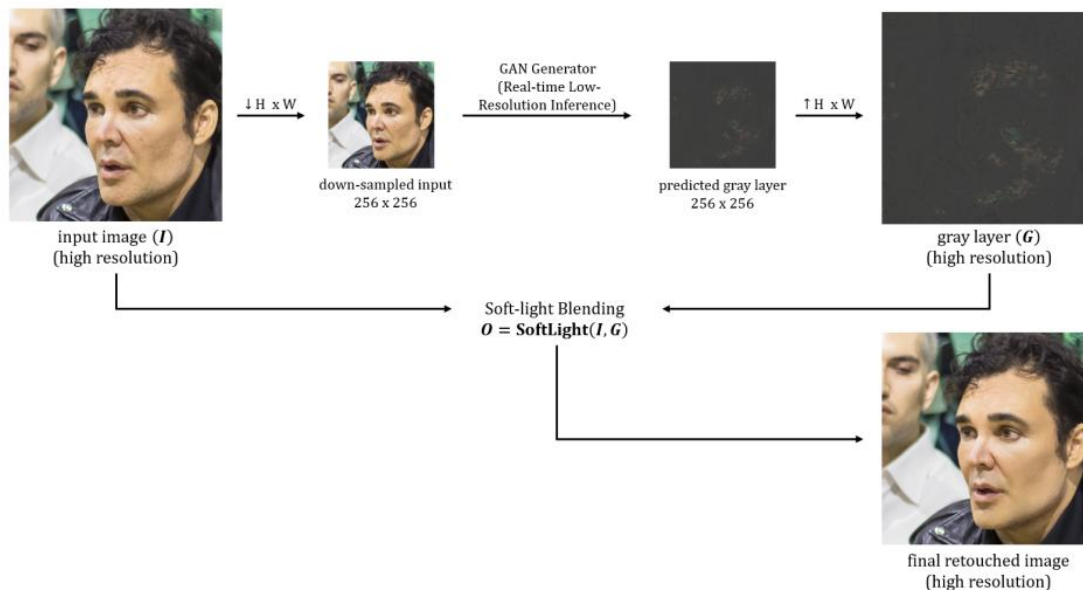 ↓H x W
GAN Generator
(Real-time Low-
Resolution Inference)
↑H x W
down-sampled input
256 x 256
predicted gray layer
256 x 256
input image (I)
(high resolution)
gray layer (G)
(high resolution)
Soft-light Blending
O = SoftLight(I, G)
final retouched image
(high resolution)